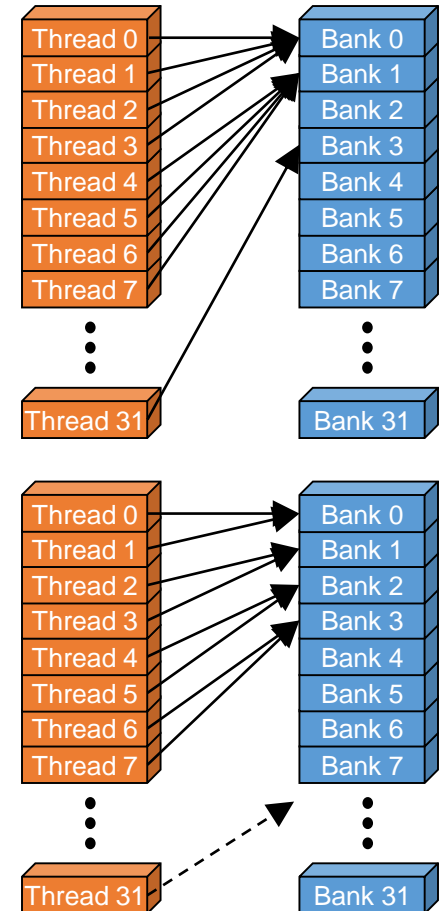 Thread 0 Bank 0
Thread 1 Bank 1
Thread 2 Bank 2
Thread 3 Bank 3
Thread 4 Bank 4
Thread 5 Bank 5
Thread 6 Bank 6
Thread 7 Bank 7
Thread 31 Bank 31
Thread 0 Bank 0
Thread 1 Bank 1
Thread 2 Bank 2
Thread 3 Bank 3
Thread 4 Bank 4
Thread 5 Bank 5
Thread 6 Bank 6
Thread 7 Bank 7
Thread 31 Bank 31